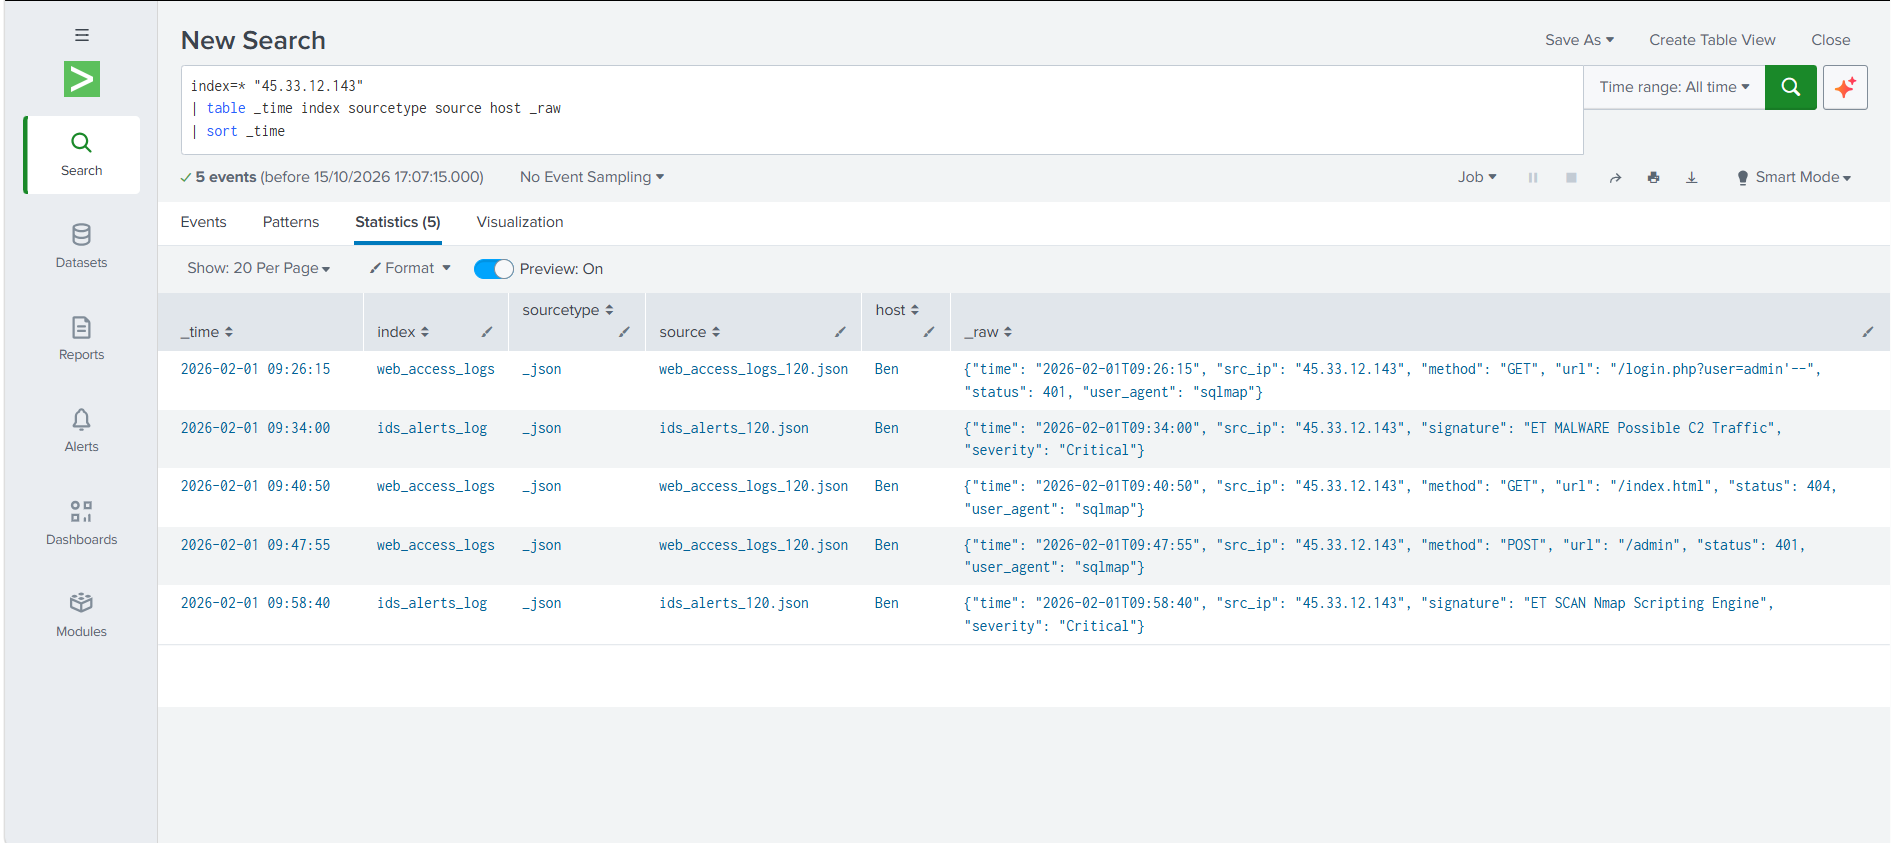 New Search
Save As
Create Table View
Close
index=* "45.33.12.143"
| table _time index sourcetype source host _raw
| sort _time
Time range: All time
Search
Datasets
Reports
Alerts
Dashboards
Modules
5 events (before 15/10/2026 17:07:15.000)
No Event Sampling
Job
Smart Mode
Events
Patterns
Statistics (5)
Visualization
Show: 20 Per Page
Format
Preview: On
_time
index
sourcetype
source
host
_raw
2026-02-01 09:26:15 web_access_logs _json web_access_logs_120.json Ben {"time": "2026-02-01T09:26:15", "src_ip": "45.33.12.143", "method": "GET", "url": "/login.php?user=admin'--",
"status": 401, "user_agent": "sqlmap"}
2026-02-01 09:34:00 ids_alerts_log _json ids_alerts_120.json Ben {"time": "2026-02-01T09:34:00", "src_ip": "45.33.12.143", "signature": "ET MALWARE Possible C2 Traffic",
"severity": "Critical"}
2026-02-01 09:40:50 web_access_logs _json web_access_logs_120.json Ben {"time": "2026-02-01T09:40:50", "src_ip": "45.33.12.143", "method": "GET", "url": "/index.html", "status": 404,
"user_agent": "sqlmap"}
2026-02-01 09:47:55 web_access_logs _json web_access_logs_120.json Ben {"time": "2026-02-01T09:47:55", "src_ip": "45.33.12.143", "method": "POST", "url": "/admin", "status": 401,
"user_agent": "sqlmap"}
2026-02-01 09:58:40 ids_alerts_log _json ids_alerts_120.json Ben {"time": "2026-02-01T09:58:40", "src_ip": "45.33.12.143", "signature": "ET SCAN Nmap Scripting Engine",
"severity": "Critical"}